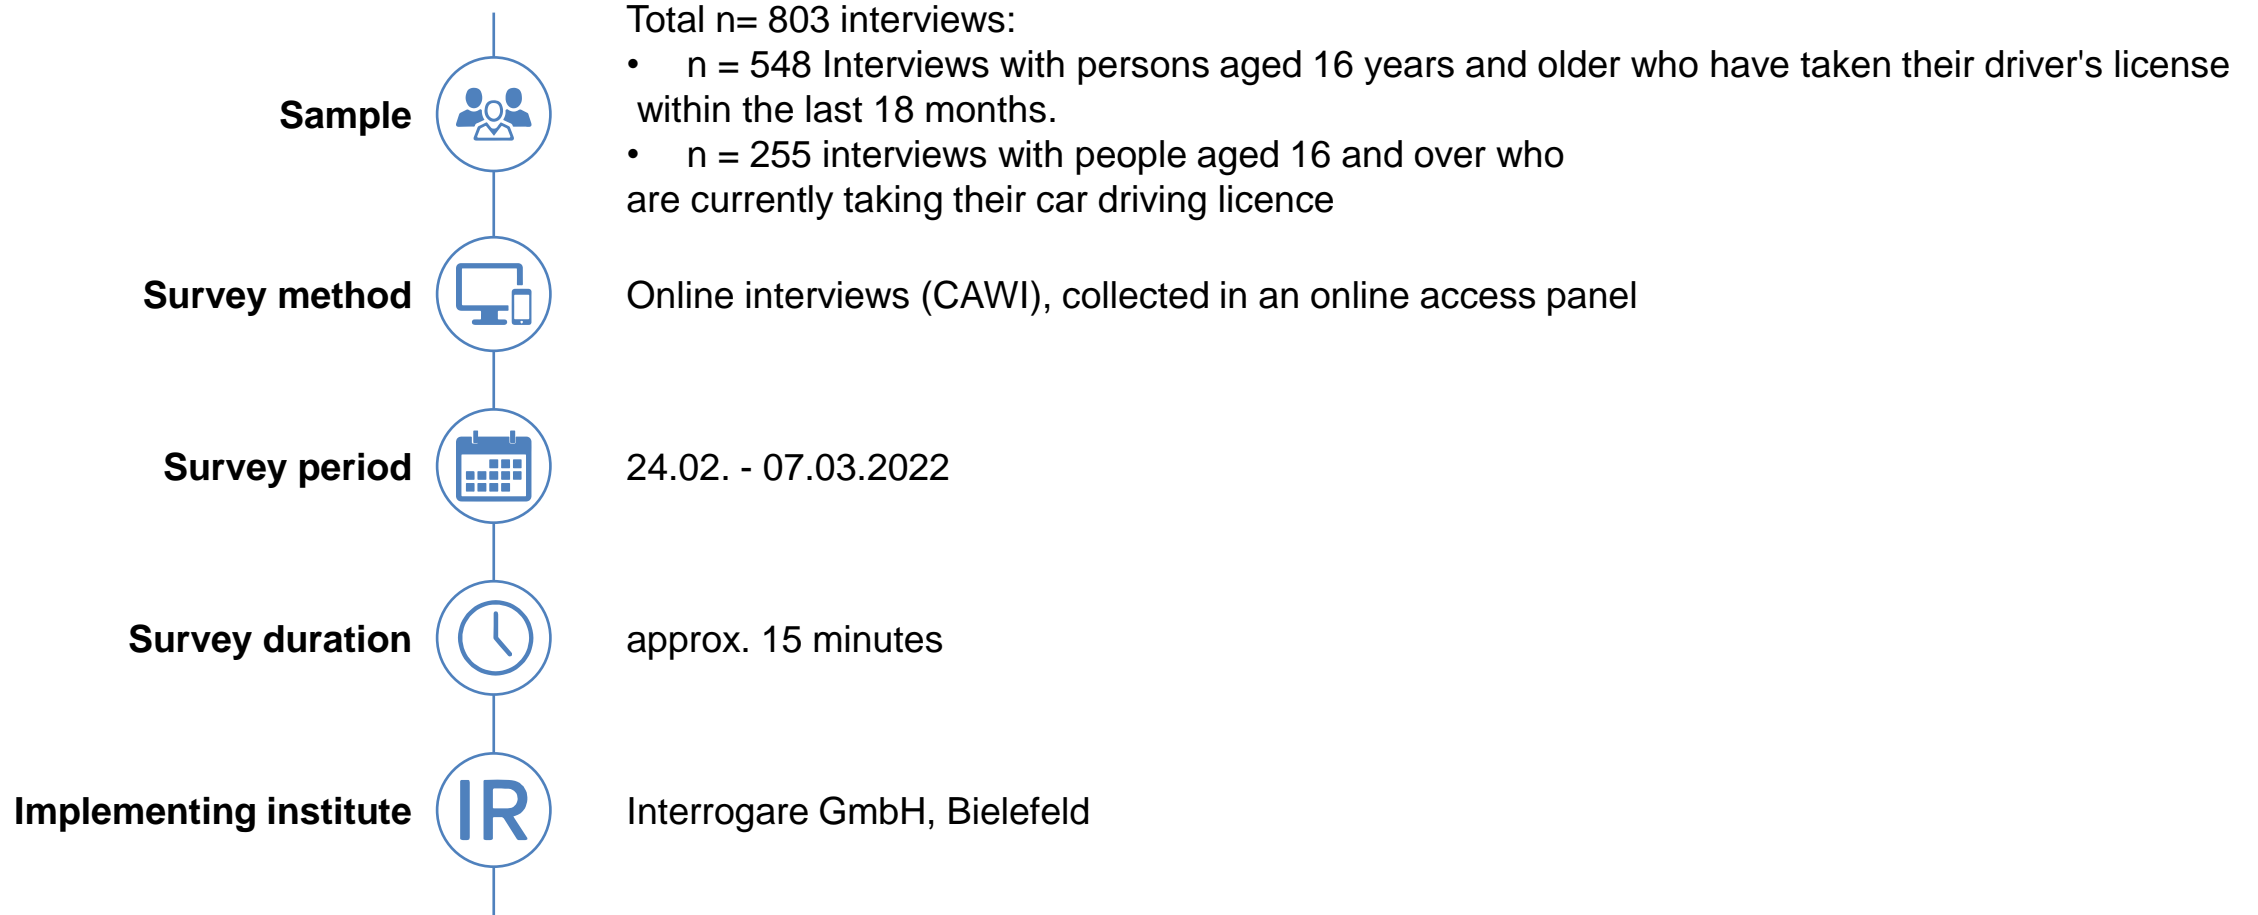 Total n= 803 interviews:
• n = 548 Interviews with persons aged 16 years and older who have taken their driver's license
within the last 18 months.
Sample
• n = 255 interviews with people aged 16 and over who
are currently taking their car driving licence
Survey method
Online interviews (CAWI), collected in an online access panel
Survey period
24.02. - 07.03.2022
Survey duration
approx. 15 minutes
Implementing institute
IR
Interrogare GmbH, Bielefeld